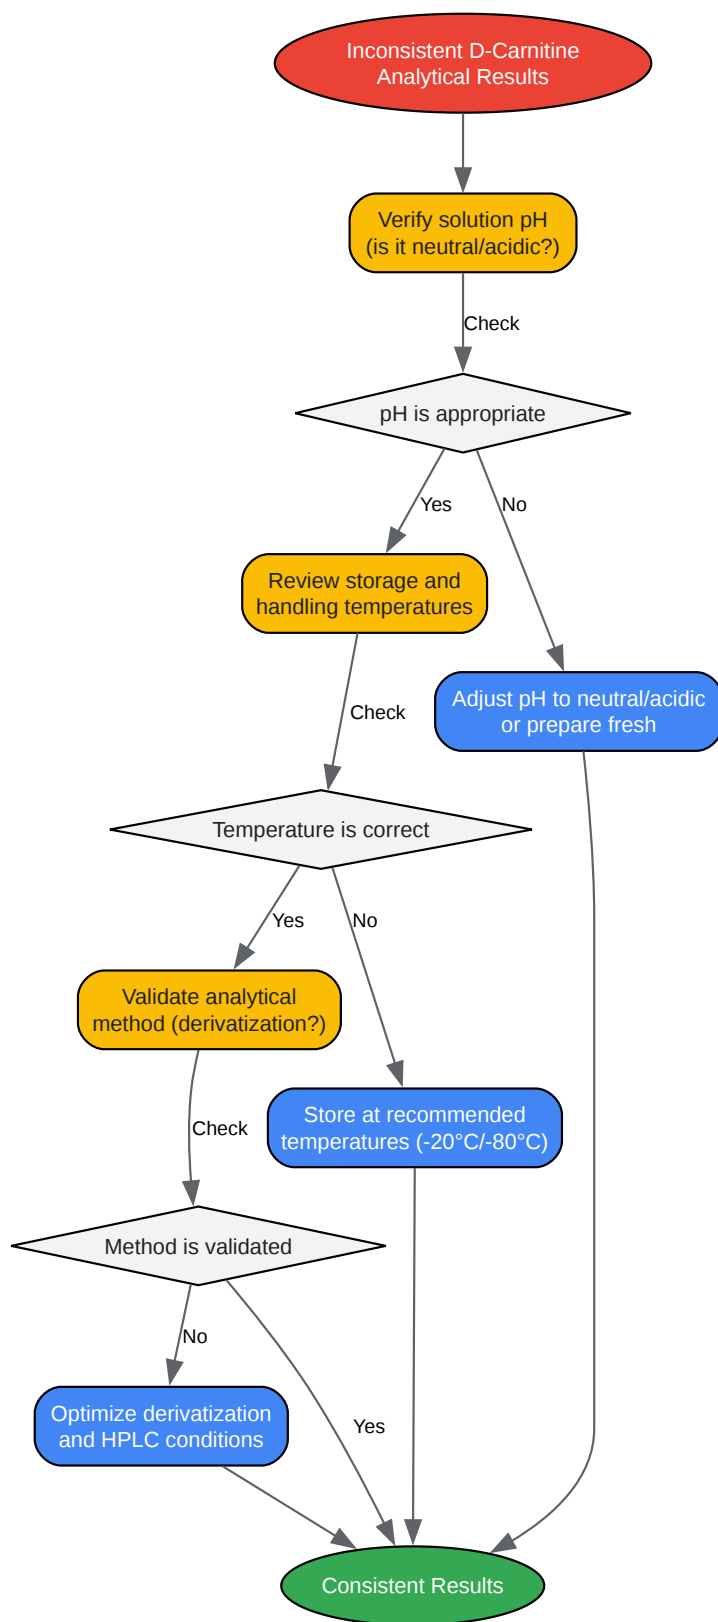 Inconsistent D-Carnitine
Analytical Results
Verify solution pH
(is it neutral/acidic?)
Check
pH is appropriate
Yes
No
Review storage and
handling temperatures
Adjust pH to neutral/acidic
or prepare fresh
Check
Temperature is correct
Yes
No
Validate analytical
method (derivatization?)
Store at recommended
temperatures (-20°C/-80°C)
Check
Method is validated
No
Yes
Optimize derivatization
and HPLC conditions
Consistent Results